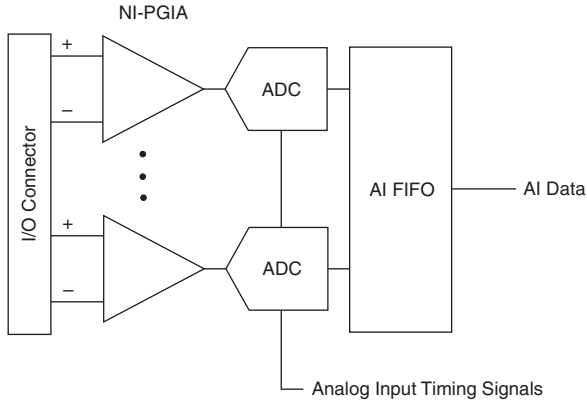 NI-PGIA
+
ADC
−
I/O Connector
AI FIFO
AI Data
+
ADC
−
Analog Input Timing Signals